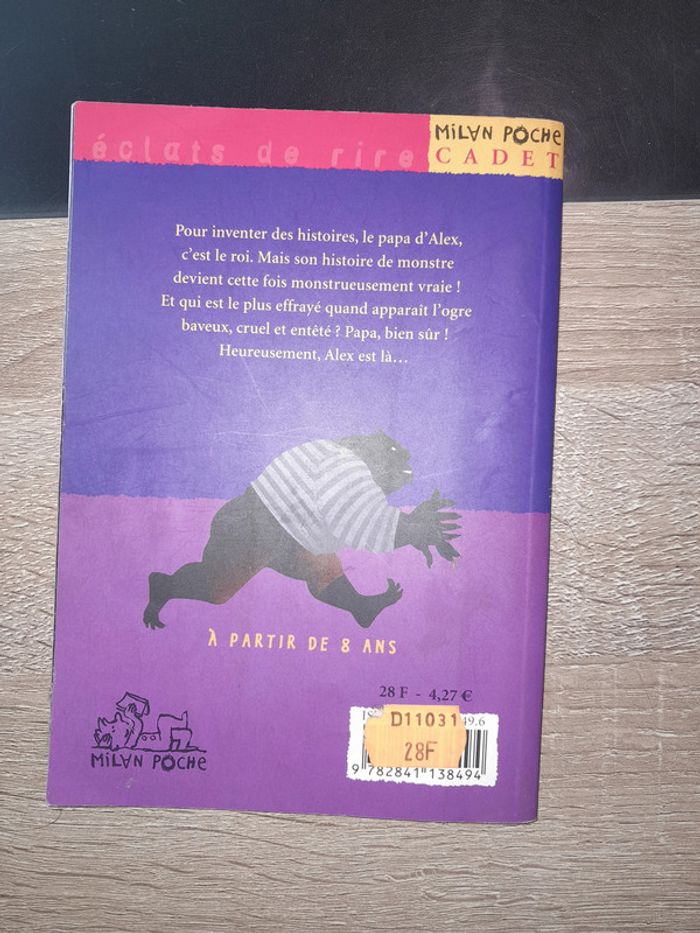 éclats de rire
MiLAN POCHE
CADET
Pour inventer des histoires, le papa d'Alex,
c'est le roi. Mais son histoire de monstre
devient cette fois monstrueusement vraie !
Et qui est le plus effrayé quand apparaît l'ogre
baveux, cruel et entêté ? Papa, bien sûr !
Heureusement, Alex est là…
À PARTIR DE 8 ANS
28 F - 4,27 €
D11031
49.6
28F
9 782841 138494
MiLAN POCHE